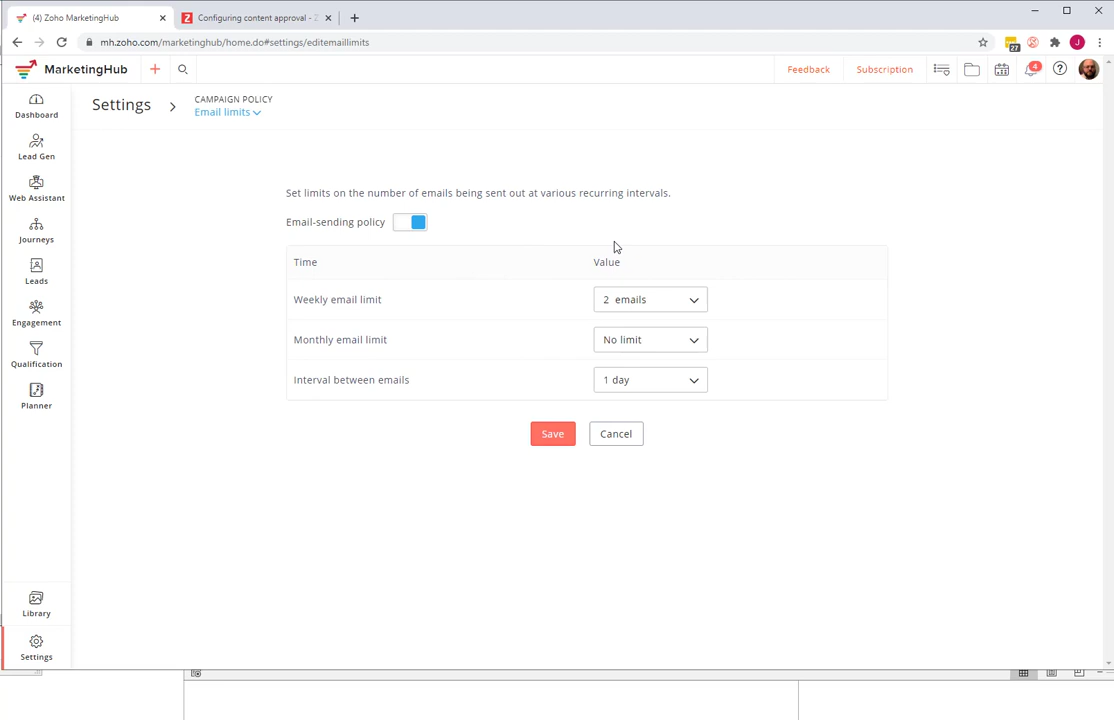 (4) Zoho MarketingHub
Configuring content approval - Z
mh.zoho.com/marketinghub/home.do#settings/editemaillimits
27
J
MarketingHub
Feedback
Subscription
4
Settings
CAMPAIGN POLICY
Email limits
Dashboard
Lead Gen
Web Assistant
Journeys
Leads
Engagement
Qualification
Planner
Library
Settings
Set limits on the number of emails being sent out at various recurring intervals.
Email-sending policy
Time Value
Weekly email limit 2 emails
Monthly email limit No limit
Interval between emails 1 day
Save Cancel